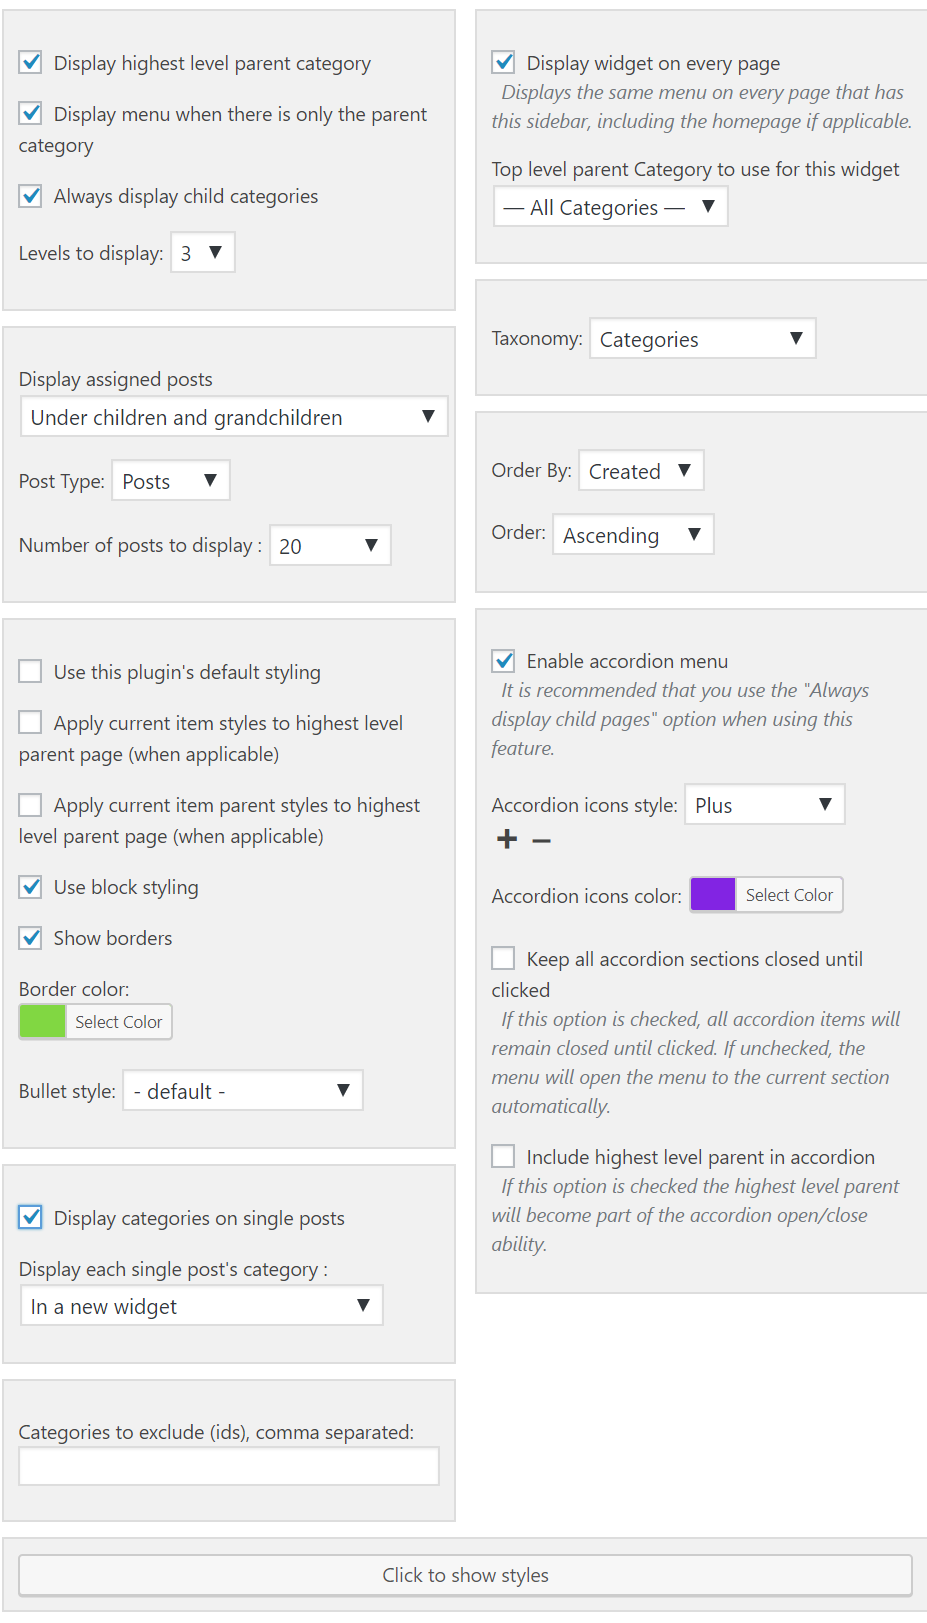 Display highest level parent category
Display menu when there is only the parent
category
Always display child categories
Levels to display: 3
Display assigned posts
Under children and grandchildren
Post Type: Posts
Number of posts to display : 20
Use this plugin's default styling
Apply current item styles to highest level
parent page (when applicable)
Apply current item parent styles to highest
level parent page (when applicable)
Use block styling
Show borders
Border color:
Select Color
Bullet style: - default -
Display categories on single posts
Display each single post's category :
In a new widget
Categories to exclude (ids), comma separated:
Display widget on every page
Displays the same menu on every page that has
this sidebar, including the homepage if applicable.
Top level parent Category to use for this widget
— All Categories —
Taxonomy: Categories
Order By: Created
Order: Ascending
Enable accordion menu
It is recommended that you use the "Always
display child pages" option when using this
feature.
Accordion icons style: Plus
Accordion icons color: Select Color
Keep all accordion sections closed until
clicked
If this option is checked, all accordion items will
remain closed until clicked. If unchecked, the
menu will open the menu to the current section
automatically.
Include highest level parent in accordion
If this option is checked the highest level parent
will become part of the accordion open/close
ability.
Click to show styles